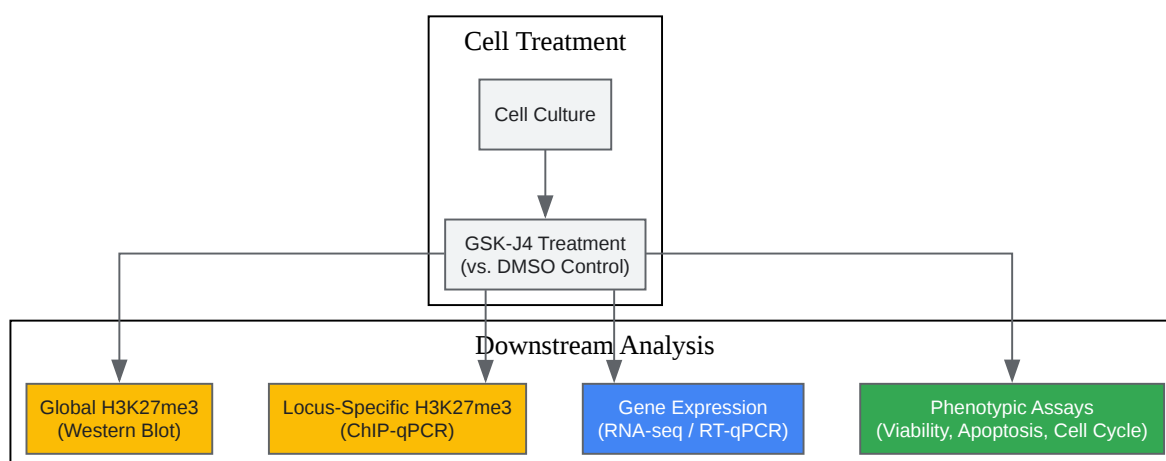 Cell Treatment
Cell Culture
GSK-J4 Treatment
(vs. DMSO Control)
Downstream Analysis
Global H3K27me3
(Western Blot)
Locus-Specific H3K27me3
(ChIP-qPCR)
Gene Expression
(RNA-seq / RT-qPCR)
Phenotypic Assays
(Viability, Apoptosis, Cell Cycle)